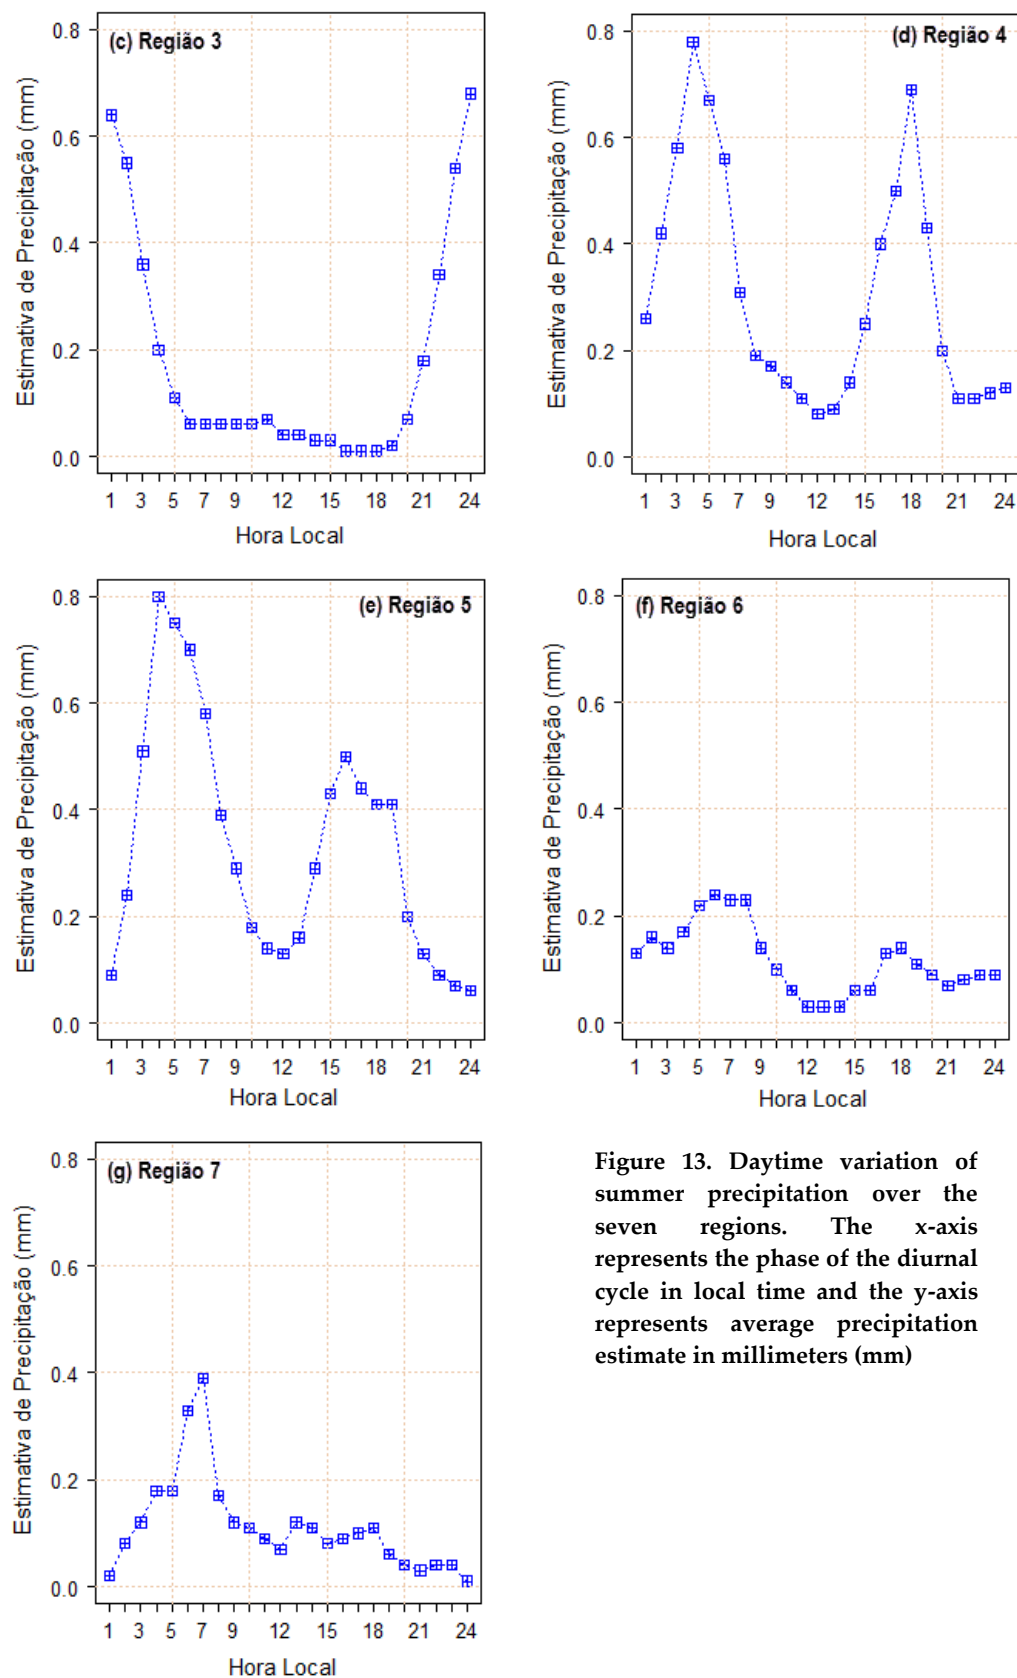 (c) Região 3
Estimativa de Precipitação (mm)
0.8
0.6
0.4
0.2
0.0
1 3 5 7 9 12 15 18 21 24
Hora Local
(d) Região 4
Estimativa de Precipitação (mm)
0.8
0.6
0.4
0.2
0.0
1 3 5 7 9 12 15 18 21 24
Hora Local
(e) Região 5
Estimativa de Precipitação (mm)
0.8
0.6
0.4
0.2
0.0
1 3 5 7 9 12 15 18 21 24
Hora Local
(f) Região 6
Estimativa de Precipitação (mm)
0.8
0.6
0.4
0.2
0.0
1 3 5 7 9 12 15 18 21 24
Hora Local
(g) Região 7
Estimativa de Precipitação (mm)
0.8
0.6
0.4
0.2
0.0
1 3 5 7 9 12 15 18 21 24
Hora Local
Figure 13. Daytime variation of
summer precipitation over the
seven regions. The x-axis
represents the phase of the diurnal
cycle in local time and the y-axis
represents average precipitation
estimate in millimeters (mm)